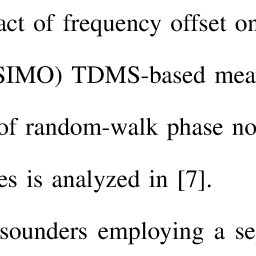 act of frequency offset on
SIMO) TDMS-based mea
of random-walk phase no
es is analyzed in [7].
sounders employing a se